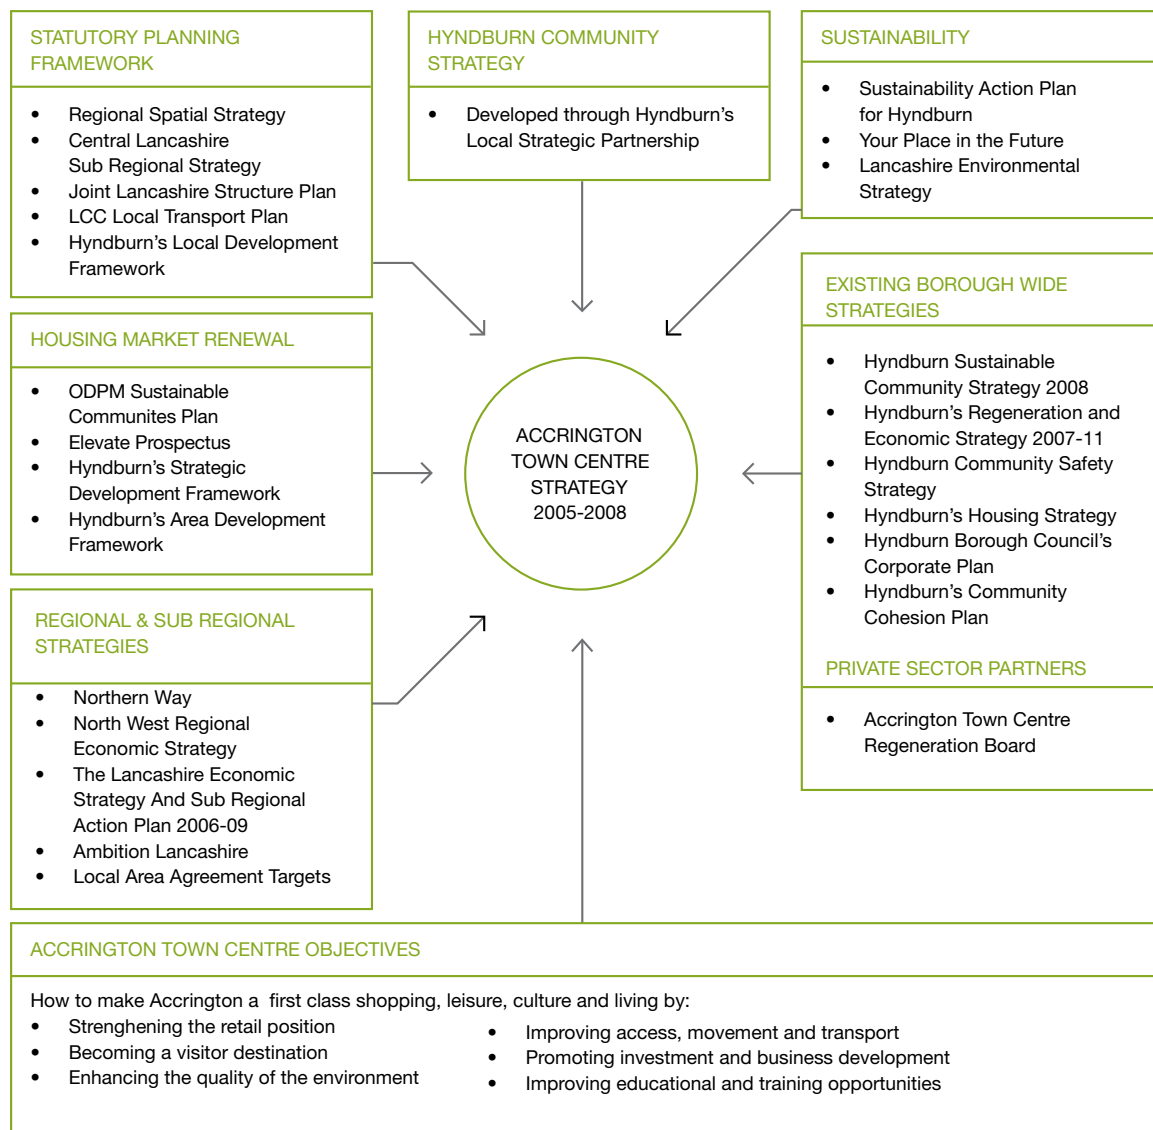 STATUTORY PLANNING
FRAMEWORK
• Regional Spatial Strategy
• Central Lancashire
Sub Regional Strategy
• Joint Lancashire Structure Plan
• LCC Local Transport Plan
• Hyndburn’s Local Development
Framework
HYNDBURN COMMUNITY
STRATEGY
• Developed through Hyndburn’s
Local Strategic Partnership
SUSTAINABILITY
• Sustainability Action Plan
for Hyndburn
• Your Place in the Future
• Lancashire Environmental
Strategy
HOUSING MARKET RENEWAL
• ODPM Sustainable
Communites Plan
• Elevate Prospectus
• Hyndburn’s Strategic
Development Framework
• Hyndburn’s Area Development
Framework
ACCRINGTON
TOWN CENTRE
STRATEGY
2005-2008
EXISTING BOROUGH WIDE
STRATEGIES
• Hyndburn Sustainable
Community Strategy 2008
• Hyndburn’s Regeneration and
Economic Strategy 2007-11
• Hyndburn Community Safety
Strategy
• Hyndburn’s Housing Strategy
• Hyndburn Borough Council’s
Corporate Plan
• Hyndburn’s Community
Cohesion Plan
PRIVATE SECTOR PARTNERS
• Accrington Town Centre
Regeneration Board
REGIONAL & SUB REGIONAL
STRATEGIES
• Northern Way
• North West Regional
Economic Strategy
• The Lancashire Economic
Strategy And Sub Regional
Action Plan 2006-09
• Ambition Lancashire
• Local Area Agreement Targets
ACCRINGTON TOWN CENTRE OBJECTIVES
How to make Accrington a first class shopping, leisure, culture and living by:
• Strenghening the retail position
• Becoming a visitor destination
• Enhancing the quality of the environment
• Improving access, movement and transport
• Promoting investment and business development
• Improving educational and training opportunities